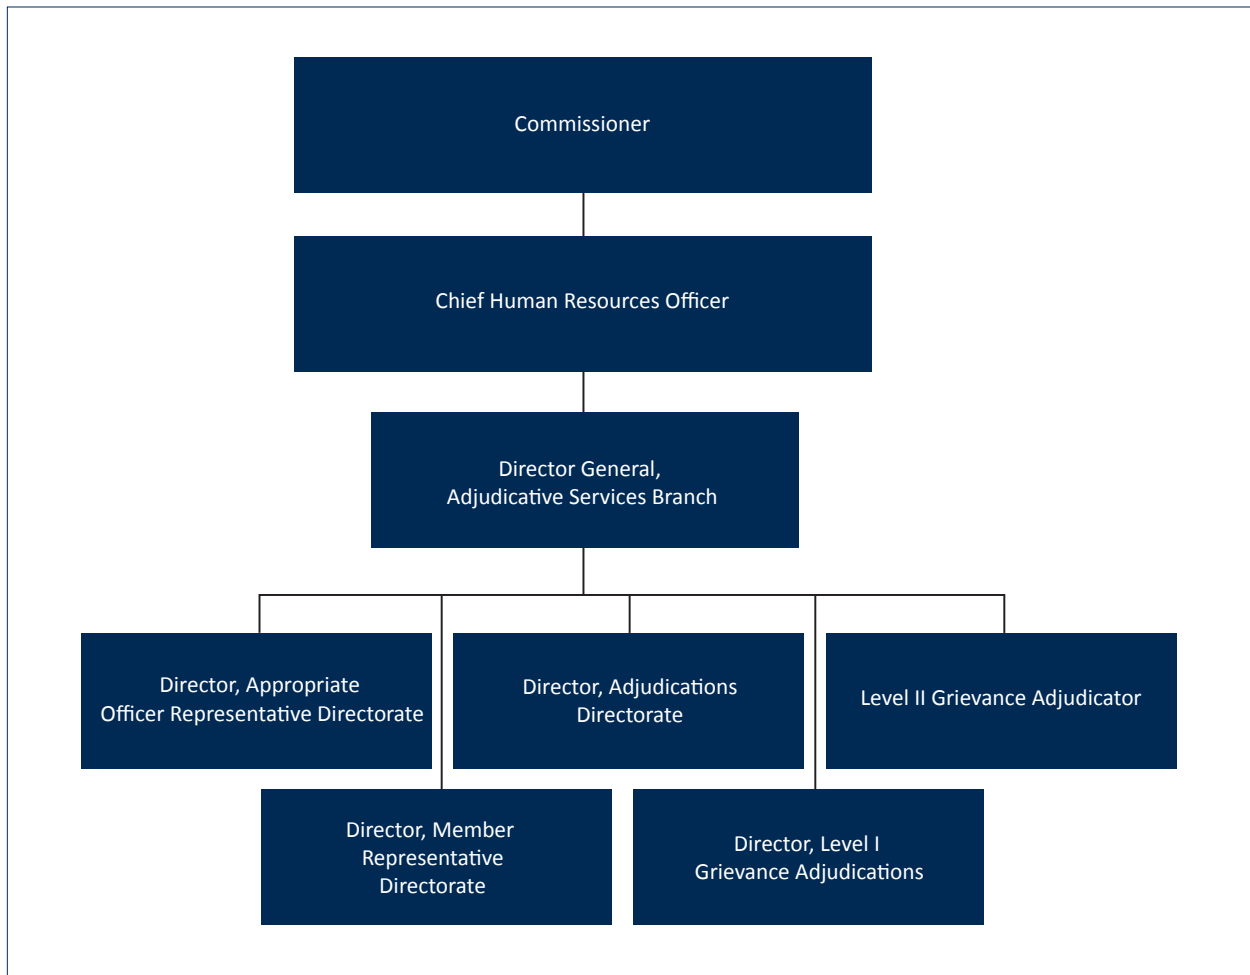 Commissioner
Chief Human Resources Officer
Director General,
Adjudicative Services Branch
Director, Appropriate
Officer Representative Directorate
Director, Adjudications
Directorate
Level II Grievance Adjudicator
Director, Member
Representative
Directorate
Director, Level I
Grievance Adjudications